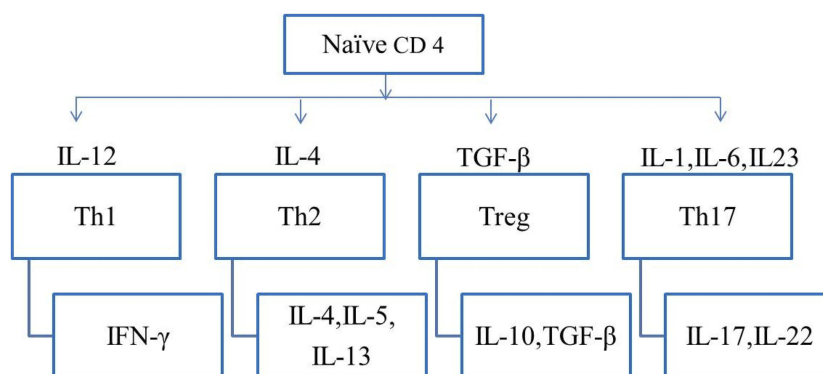 Naïve CD 4
IL-12
IL-4
TGF-β
IL-1,IL-6,IL23
Th1
Th2
Treg
Th17
IFN-γ
IL-4,IL-5,
IL-13
IL-10,TGF-β
IL-17,IL-22